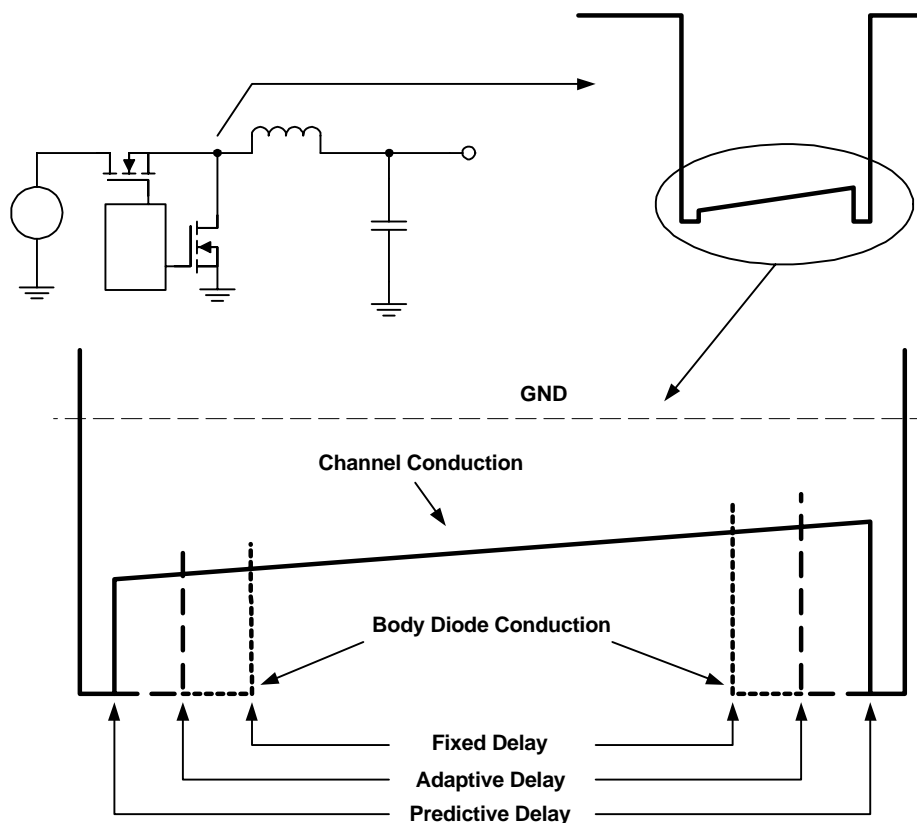 GND
Channel Conduction
Body Diode Conduction
Fixed Delay
Adaptive Delay
Predictive Delay